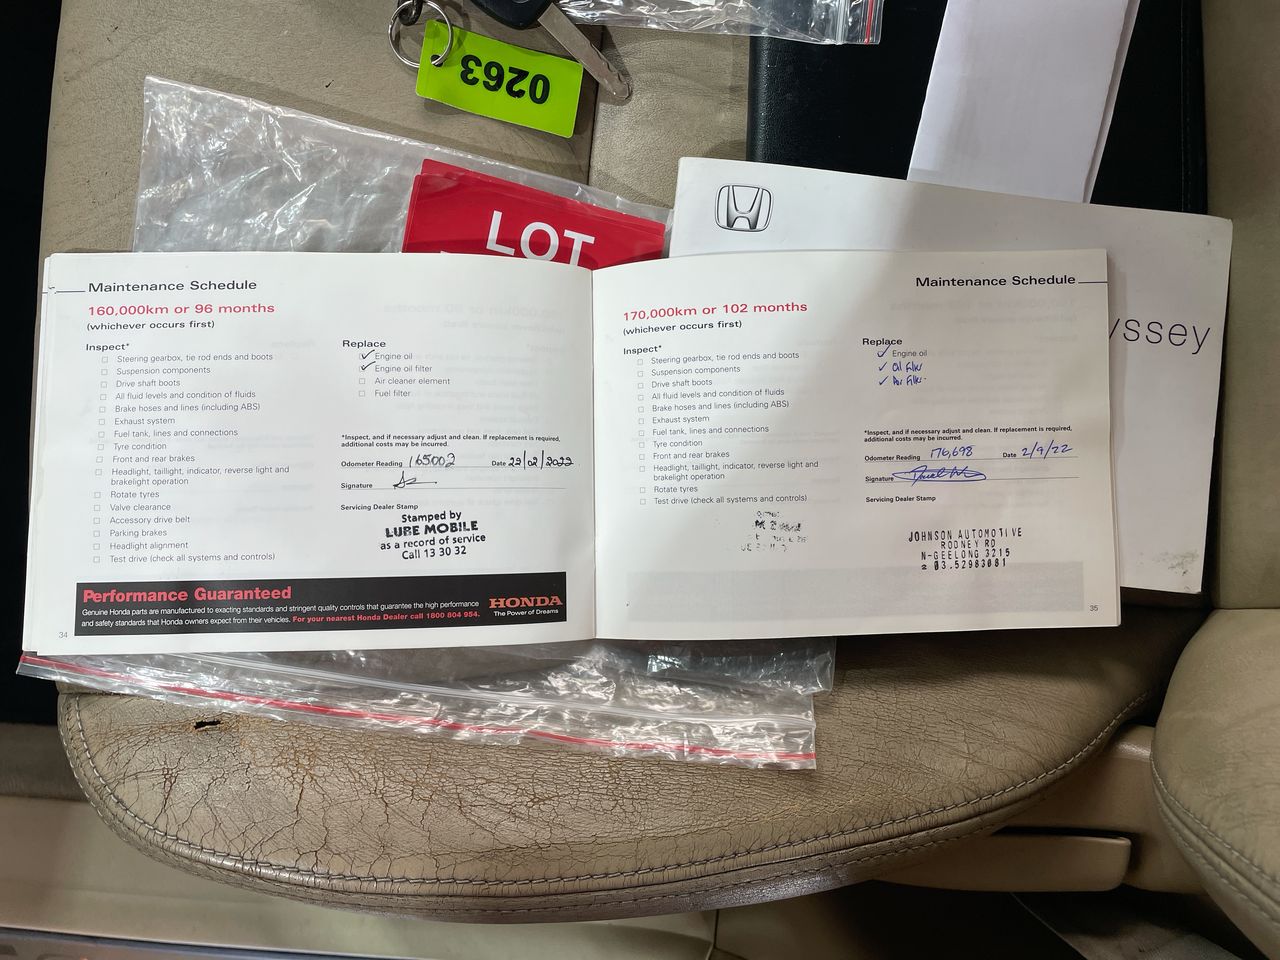 0263
LOT
yssey
Maintenance Schedule
160,000km or 96 months
(whichever occurs first)
Inspect*
Steering gearbox, tie rod ends and boots
Suspension components
Drive shaft boots
All fluid levels and condition of fluids
Brake hoses and lines (including ABS)
Exhaust system
Fuel tank, lines and connections
Tyre condition
Front and rear brakes
Headlight, taillight, indicator, reverse light and
brakelight operation
Rotate tyres
Valve clearance
Accessory drive belt
Parking brakes
Headlight alignment
Test drive (check all systems and controls)
Replace
Engine oil
Engine oil filter
Air cleaner element
Fuel filter
*Inspect, and if necessary adjust and clean. If replacement is required,
additional costs may be incurred.
Odometer Reading 165002 Date 22/02/2022
Signature
Servicing Dealer Stamp
Stamped by
LUBE MOBILE
as a record of service
Call 13 30 32
Performance Guaranteed
Genuine Honda parts are manufactured to exacting standards and stringent quality controls that guarantee the high performance
and safety standards that Honda owners expect from their vehicles. For your nearest Honda Dealer call 1800 804 954.
HONDA
The Power of Dreams
34
Maintenance Schedule
170,000km or 102 months
(whichever occurs first)
Inspect*
Steering gearbox, tie rod ends and boots
Suspension components
Drive shaft boots
All fluid levels and condition of fluids
Brake hoses and lines (including ABS)
Exhaust system
Fuel tank, lines and connections
Tyre condition
Front and rear brakes
Headlight, taillight, indicator, reverse light and
brakelight operation
Rotate tyres
Test drive (check all systems and controls)
Replace
Engine oil
Oil Filter
Air Filter
*Inspect, and if necessary adjust and clean. If replacement is required,
additional costs may be incurred.
Odometer Reading 176,698 Date 2/9/22
Signature
Servicing Dealer Stamp
JOHNSON AUTOMOTIVE
ROONEY RD
N-GEELONG 3215
☎ 03.52983081
35